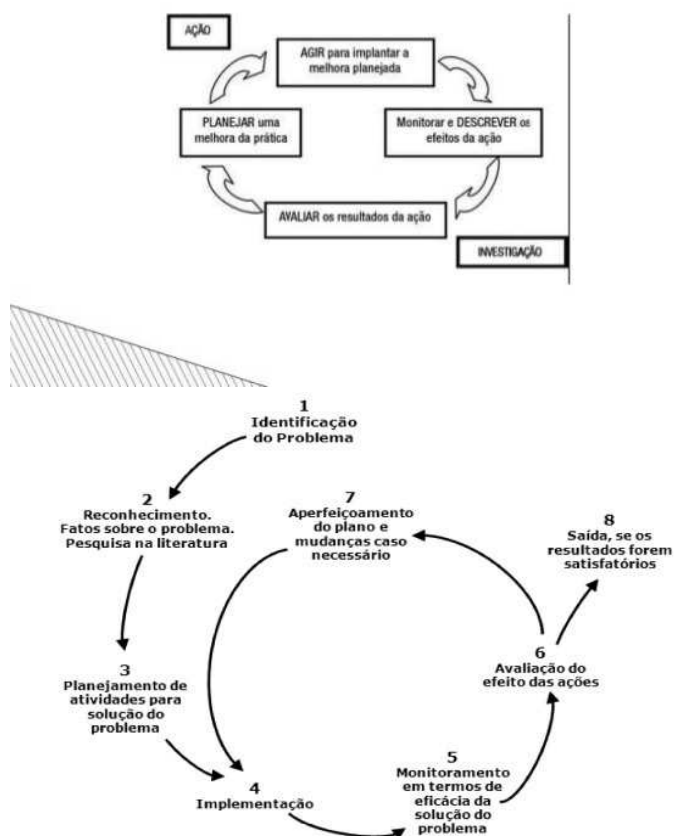 AÇÃO
AGIR para implantar a
melhora planejada
PLANEJAR uma
melhora da prática
Monitorar e DESCREVER os
efeitos da ação
AVALIAR os resultados da ação
INVESTIGAÇÃO
1
Identificação
do Problema
2
Reconhecimento.
Fatos sobre o problema.
Pesquisa na literatura
7
Aperfeiçoamento
do plano e
mudanças caso
necessário
8
Saída, se os
resultados forem
satisfatórios
3
Planejamento de
atividades para
solução do
problema
6
Avaliação do
efeito das ações
4
Implementação
5
Monitoramento
em termos de
eficácia da
solução do
problema